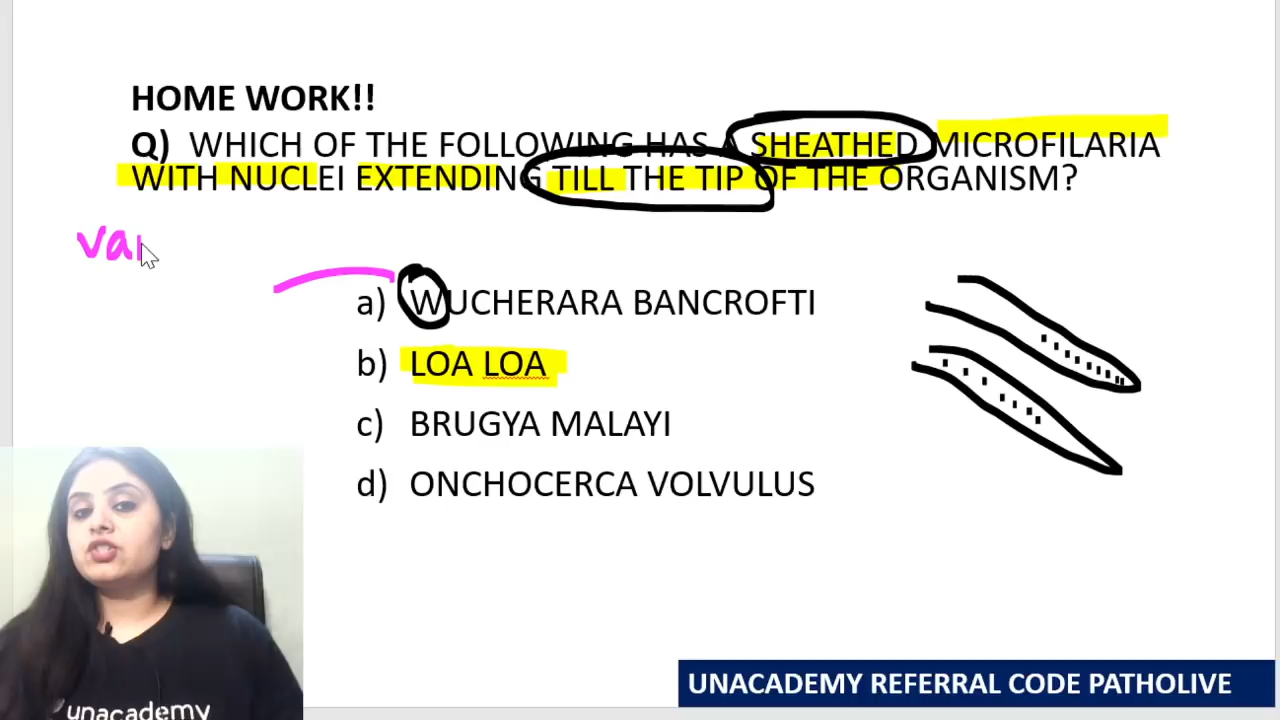 HOME WORK!!
Q) WHICH OF THE FOLLOWING HAS A SHEATHED MICROFILARIA
WITH NUCLEI EXTENDING TILL THE TIP OF THE ORGANISM?
va
a) WUCHERARA BANCROFTI
b) LOA LOA
c) BRUGYA MALAYI
d) ONCHOCERCA VOLVULUS
unacademy
UNACADEMY REFERRAL CODE PATHOLIVE